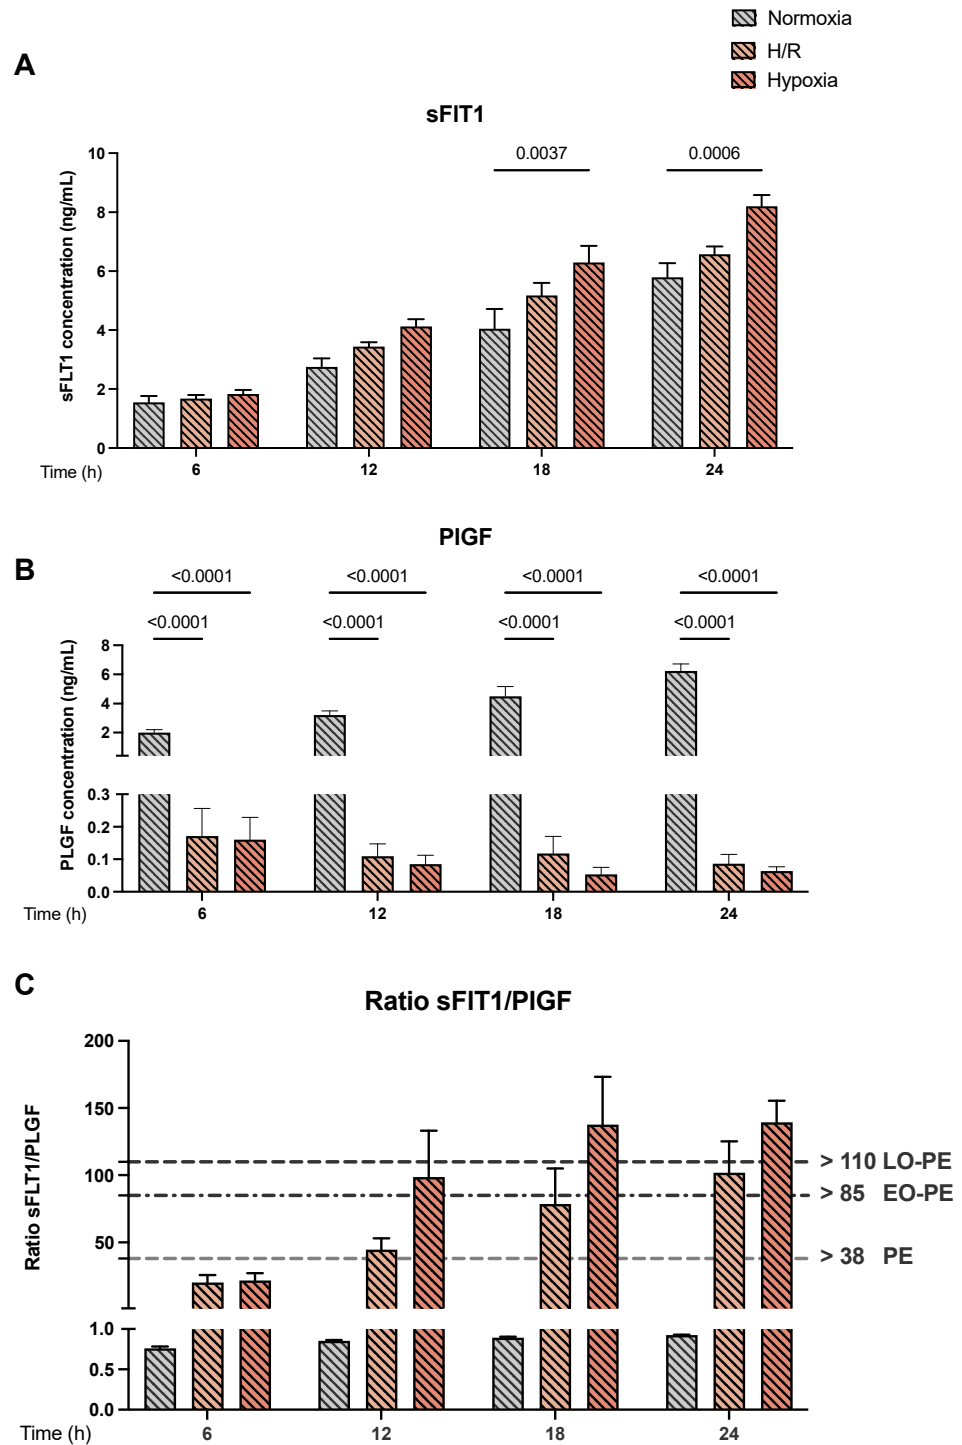 Normoxia
H/R
Hypoxia
A
sFlT1
sFLT1 concentration (ng/mL)
10
8
6
4
2
0
0.0037
0.0006
Time (h)
6
12
18
24
PlGF
B
<0.0001
<0.0001
<0.0001
<0.0001
<0.0001
<0.0001
<0.0001
<0.0001
PLGF concentration (ng/mL)
8
6
4
2
0.3
0.2
0.1
0.0
Time (h)
6
12
18
24
C
Ratio sFlT1/PlGF
Ratio sFLT1/PLGF
200
150
100
50
1.0
0.5
0.0
> 110 LO-PE
> 85 EO-PE
> 38 PE
Time (h)
6
12
18
24